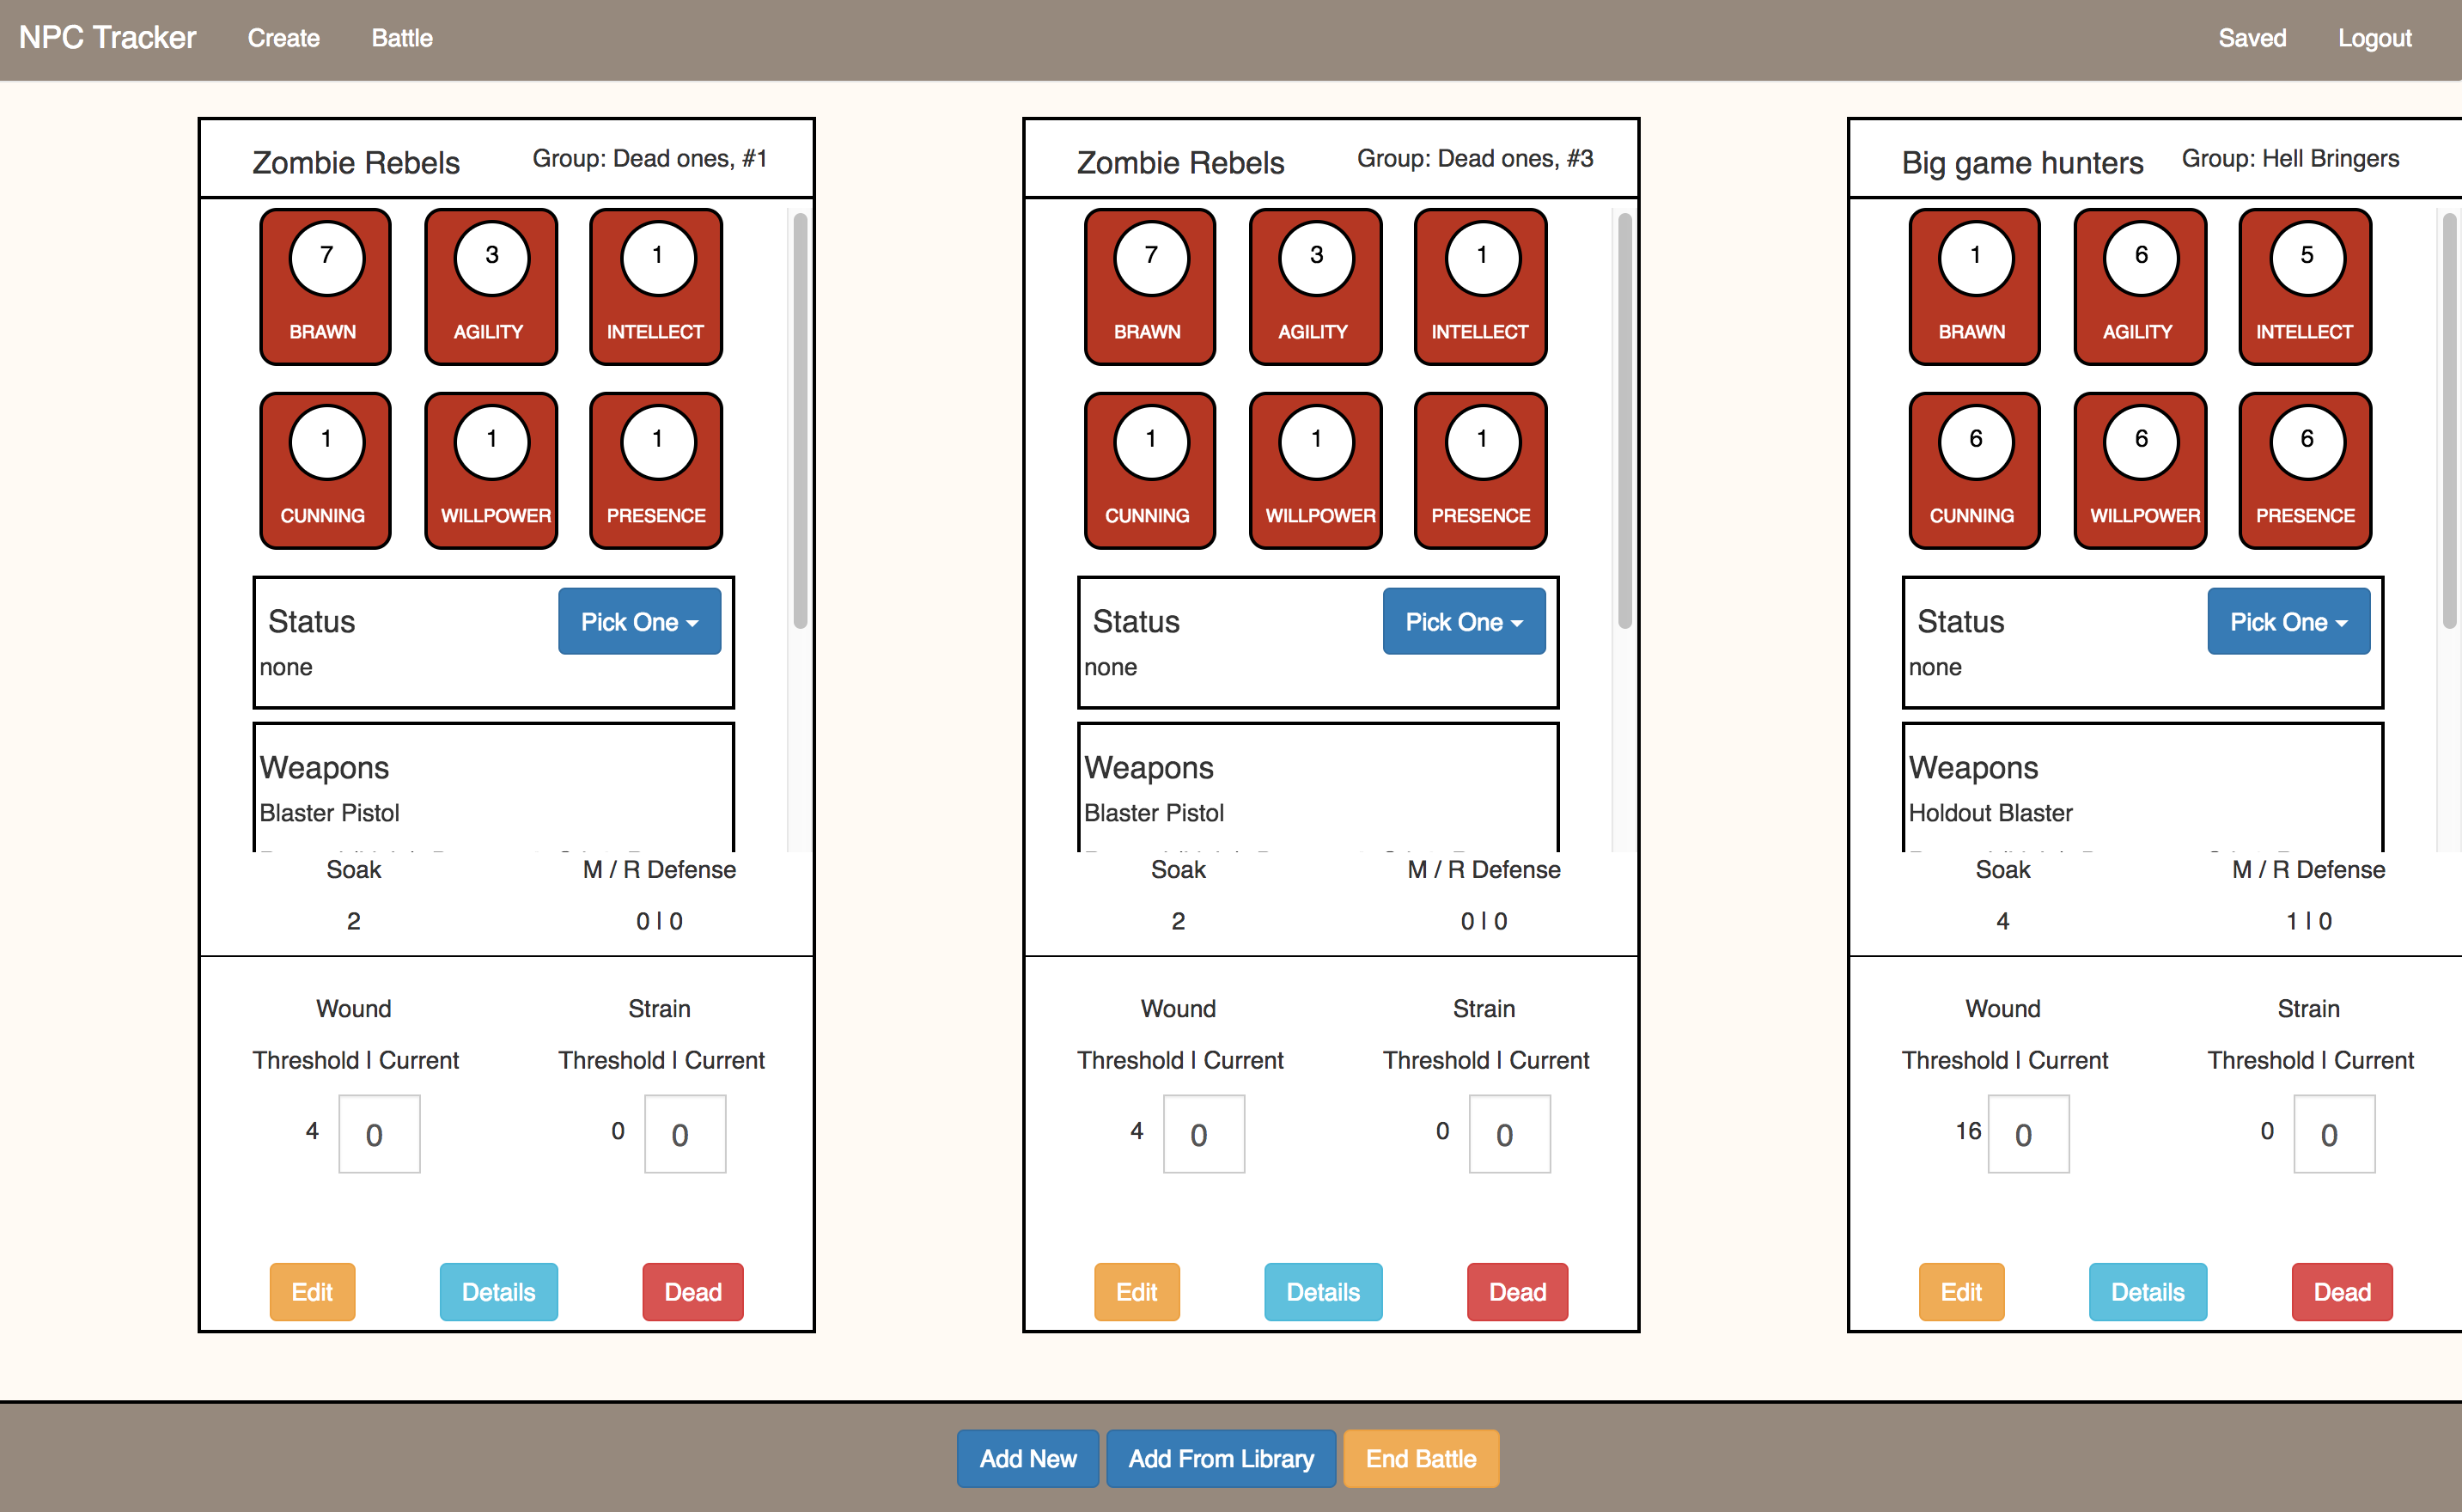 NPC Tracker Create Battle Saved Logout
Zombie Rebels Group: Dead ones, #1
7 3 1
BRAWN AGILITY INTELLECT
1 1 1
CUNNING WILLPOWER PRESENCE
Status Pick One
none
Weapons
Blaster Pistol
Soak M / R Defense
2 0 | 0
Wound Strain
Threshold | Current Threshold | Current
4 0 0 0
Edit Details Dead
Zombie Rebels Group: Dead ones, #3
7 3 1
BRAWN AGILITY INTELLECT
1 1 1
CUNNING WILLPOWER PRESENCE
Status Pick One
none
Weapons
Blaster Pistol
Soak M / R Defense
2 0 | 0
Wound Strain
Threshold | Current Threshold | Current
4 0 0 0
Edit Details Dead
Big game hunters Group: Hell Bringers
1 6 5
BRAWN AGILITY INTELLECT
6 6 6
CUNNING WILLPOWER PRESENCE
Status Pick One
none
Weapons
Holdout Blaster
Soak M / R Defense
4 1 | 0
Wound Strain
Threshold | Current Threshold | Current
16 0 0 0
Edit Details Dead
Add New Add From Library End Battle